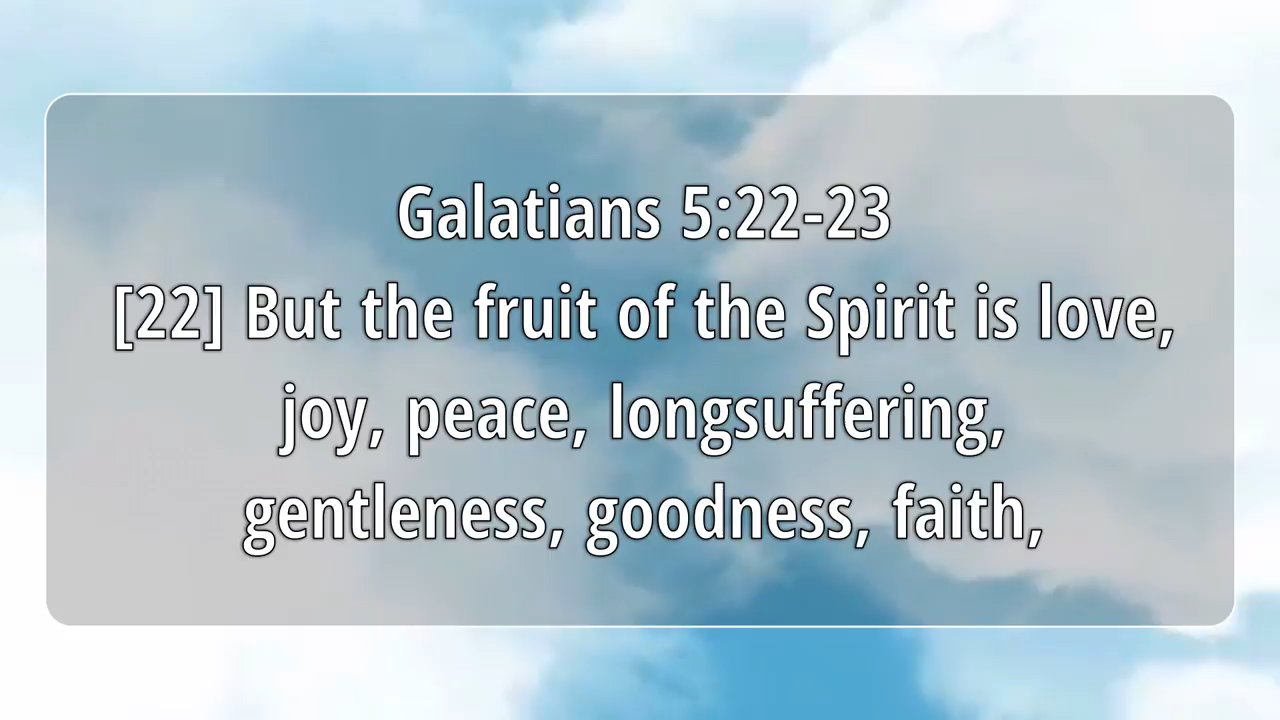 Galatians 5:22-23
[22] But the fruit of the Spirit is love,
joy, peace, longsuffering,
gentleness, goodness, faith,